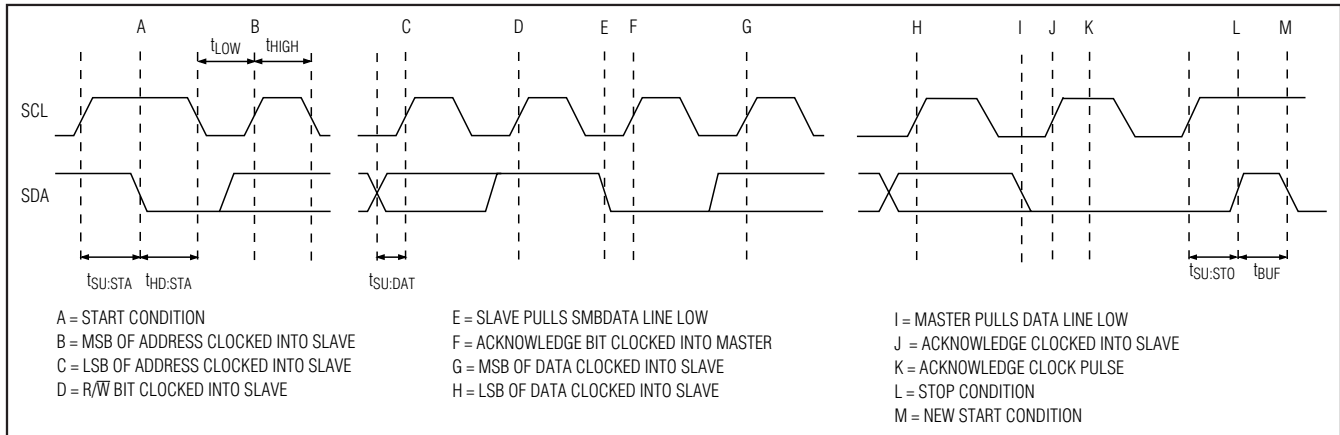 A B C D E F G H I J K L M
tLOW tHIGH
SCL
SDA
tSU:STA tHD:STA tSU:DAT tSU:STO tBUF
A = START CONDITION
B = MSB OF ADDRESS CLOCKED INTO SLAVE
C = LSB OF ADDRESS CLOCKED INTO SLAVE
D = R/W̅ BIT CLOCKED INTO SLAVE
E = SLAVE PULLS SMBDATA LINE LOW
F = ACKNOWLEDGE BIT CLOCKED INTO MASTER
G = MSB OF DATA CLOCKED INTO SLAVE
H = LSB OF DATA CLOCKED INTO SLAVE
I = MASTER PULLS DATA LINE LOW
J = ACKNOWLEDGE CLOCKED INTO SLAVE
K = ACKNOWLEDGE CLOCK PULSE
L = STOP CONDITION
M = NEW START CONDITION